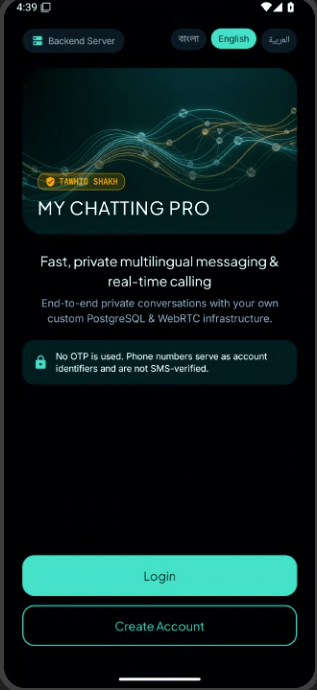 4:39
Backend Server
বাংলা
English
العربية
TAWHID SHAKH
MY CHATTING PRO
Fast, private multilingual messaging &
real-time calling
End-to-end private conversations with your own
custom PostgreSQL & WebRTC infrastructure.
No OTP is used. Phone numbers serve as account
identifiers and are not SMS-verified.
Login
Create Account